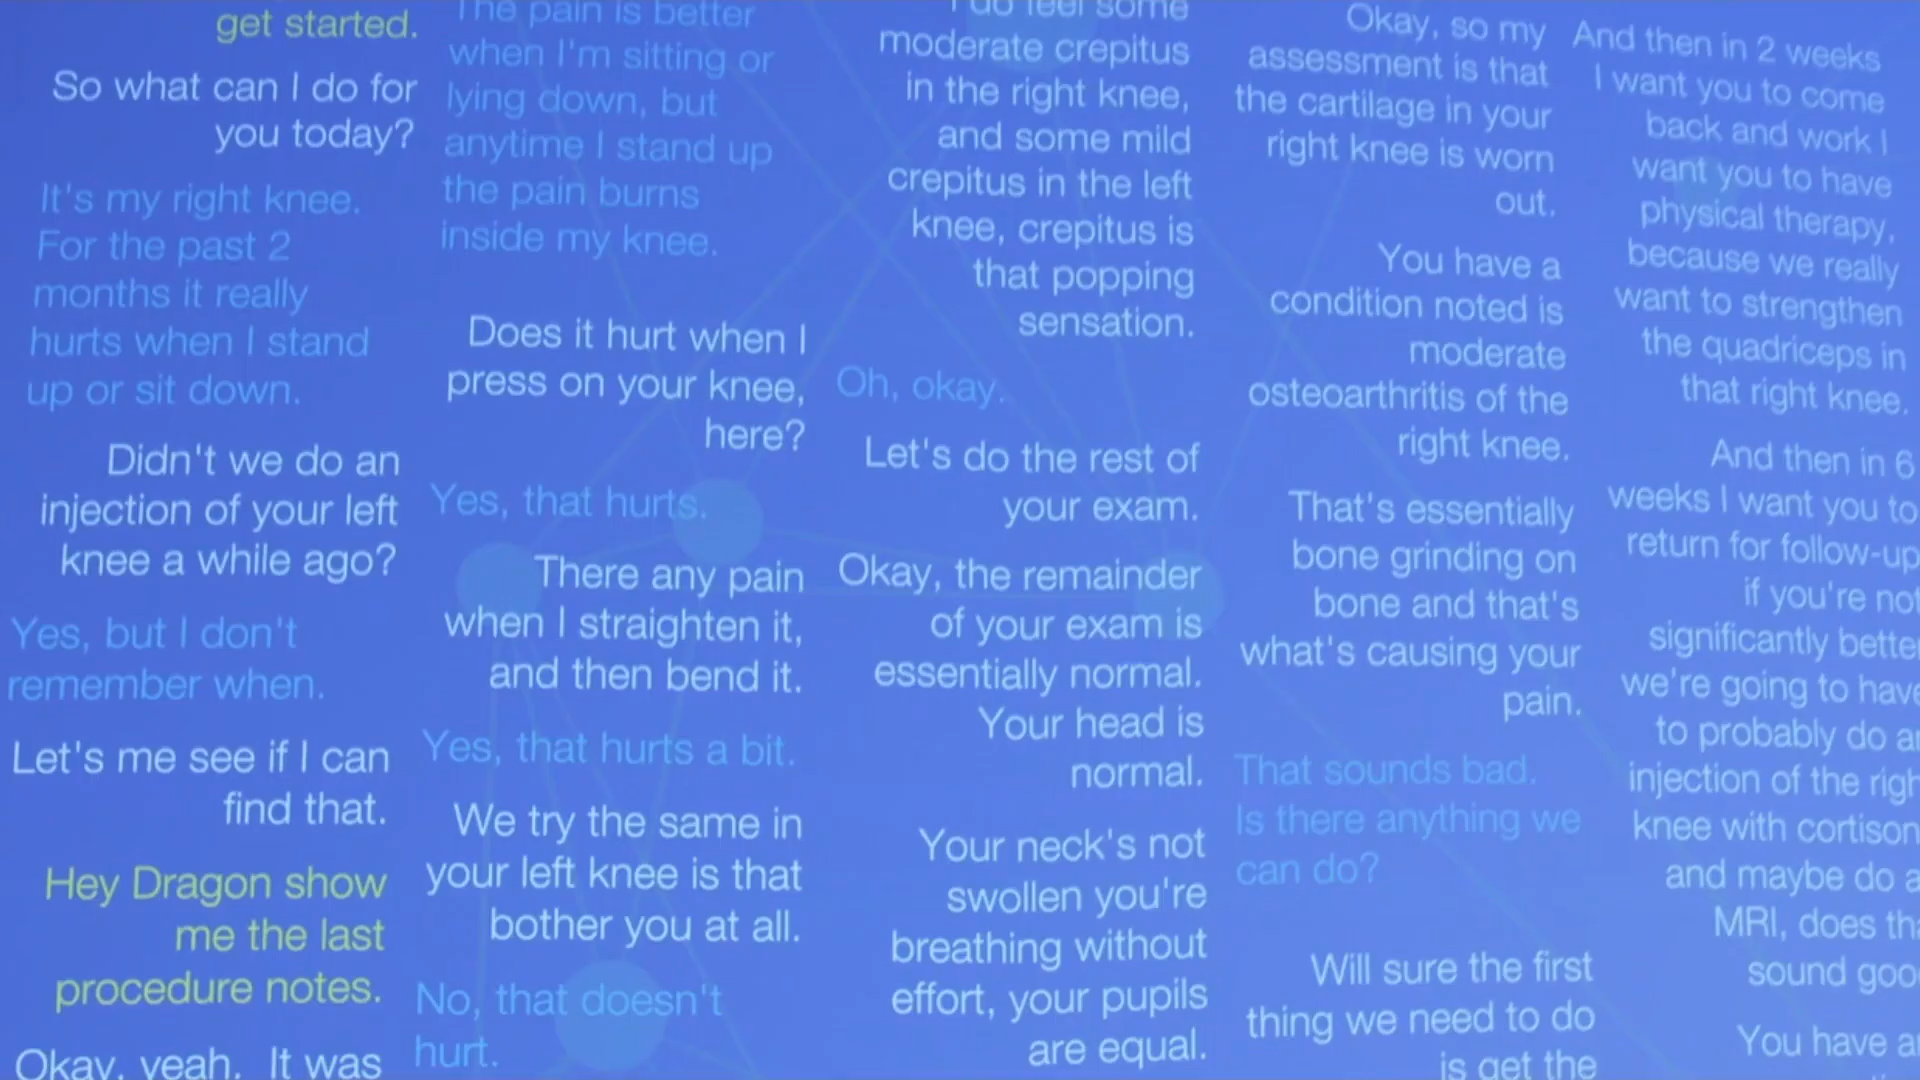 get started.
So what can I do for
you today?
It's my right knee.
For the past 2
months it really
hurts when I stand
up or sit down.
Didn't we do an
injection of your left
knee a while ago?
Yes, but I don't
remember when.
Let's me see if I can
find that.
Hey Dragon show
me the last
procedure notes.
Okay, yeah. It was
The pain is better
when I'm sitting or
lying down, but
anytime I stand up
the pain burns
inside my knee.
Does it hurt when I
press on your knee,
here?
Yes, that hurts.
There any pain
when I straighten it,
and then bend it.
Yes, that hurts a bit.
We try the same in
your left knee is that
bother you at all.
No, that doesn't
hurt.
I do feel some
moderate crepitus
in the right knee,
and some mild
crepitus in the left
knee, crepitus is
that popping
sensation.
Oh, okay.
Let's do the rest of
your exam.
Okay, the remainder
of your exam is
essentially normal.
Your head is
normal.
Your neck's not
swollen you're
breathing without
effort, your pupils
are equal.
Okay, so my
assessment is that
the cartilage in your
right knee is worn
out.
You have a
condition noted is
moderate
osteoarthritis of the
right knee.
That's essentially
bone grinding on
bone and that's
what's causing your
pain.
That sounds bad.
Is there anything we
can do?
Will sure the first
thing we need to do
is get the
And then in 2 weeks
I want you to come
back and work I
want you to have
physical therapy,
because we really
want to strengthen
the quadriceps in
that right knee.
And then in 6
weeks I want you to
return for follow-up
if you're not
significantly better
we're going to have
to probably do a
injection of the righ
knee with cortison
and maybe do a
MRI, does tha
sound goo
You have a